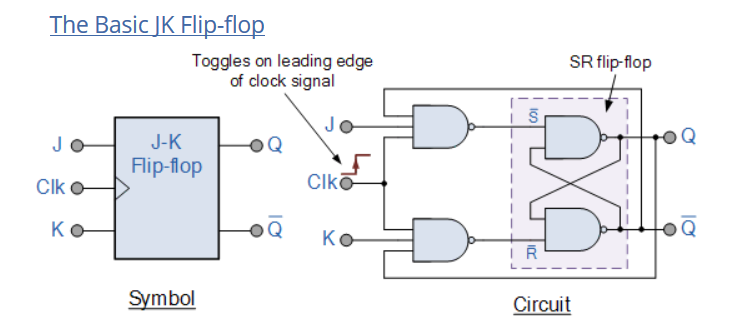 The Basic JK Flip-flop
Toggles on leading edge
of clock signal
SR flip-flop
J
Clk
K
J-K
Flip-flop
Q
Q̅
Symbol
J
Clk
K
S̅
R̅
Q
Q̅
Circuit